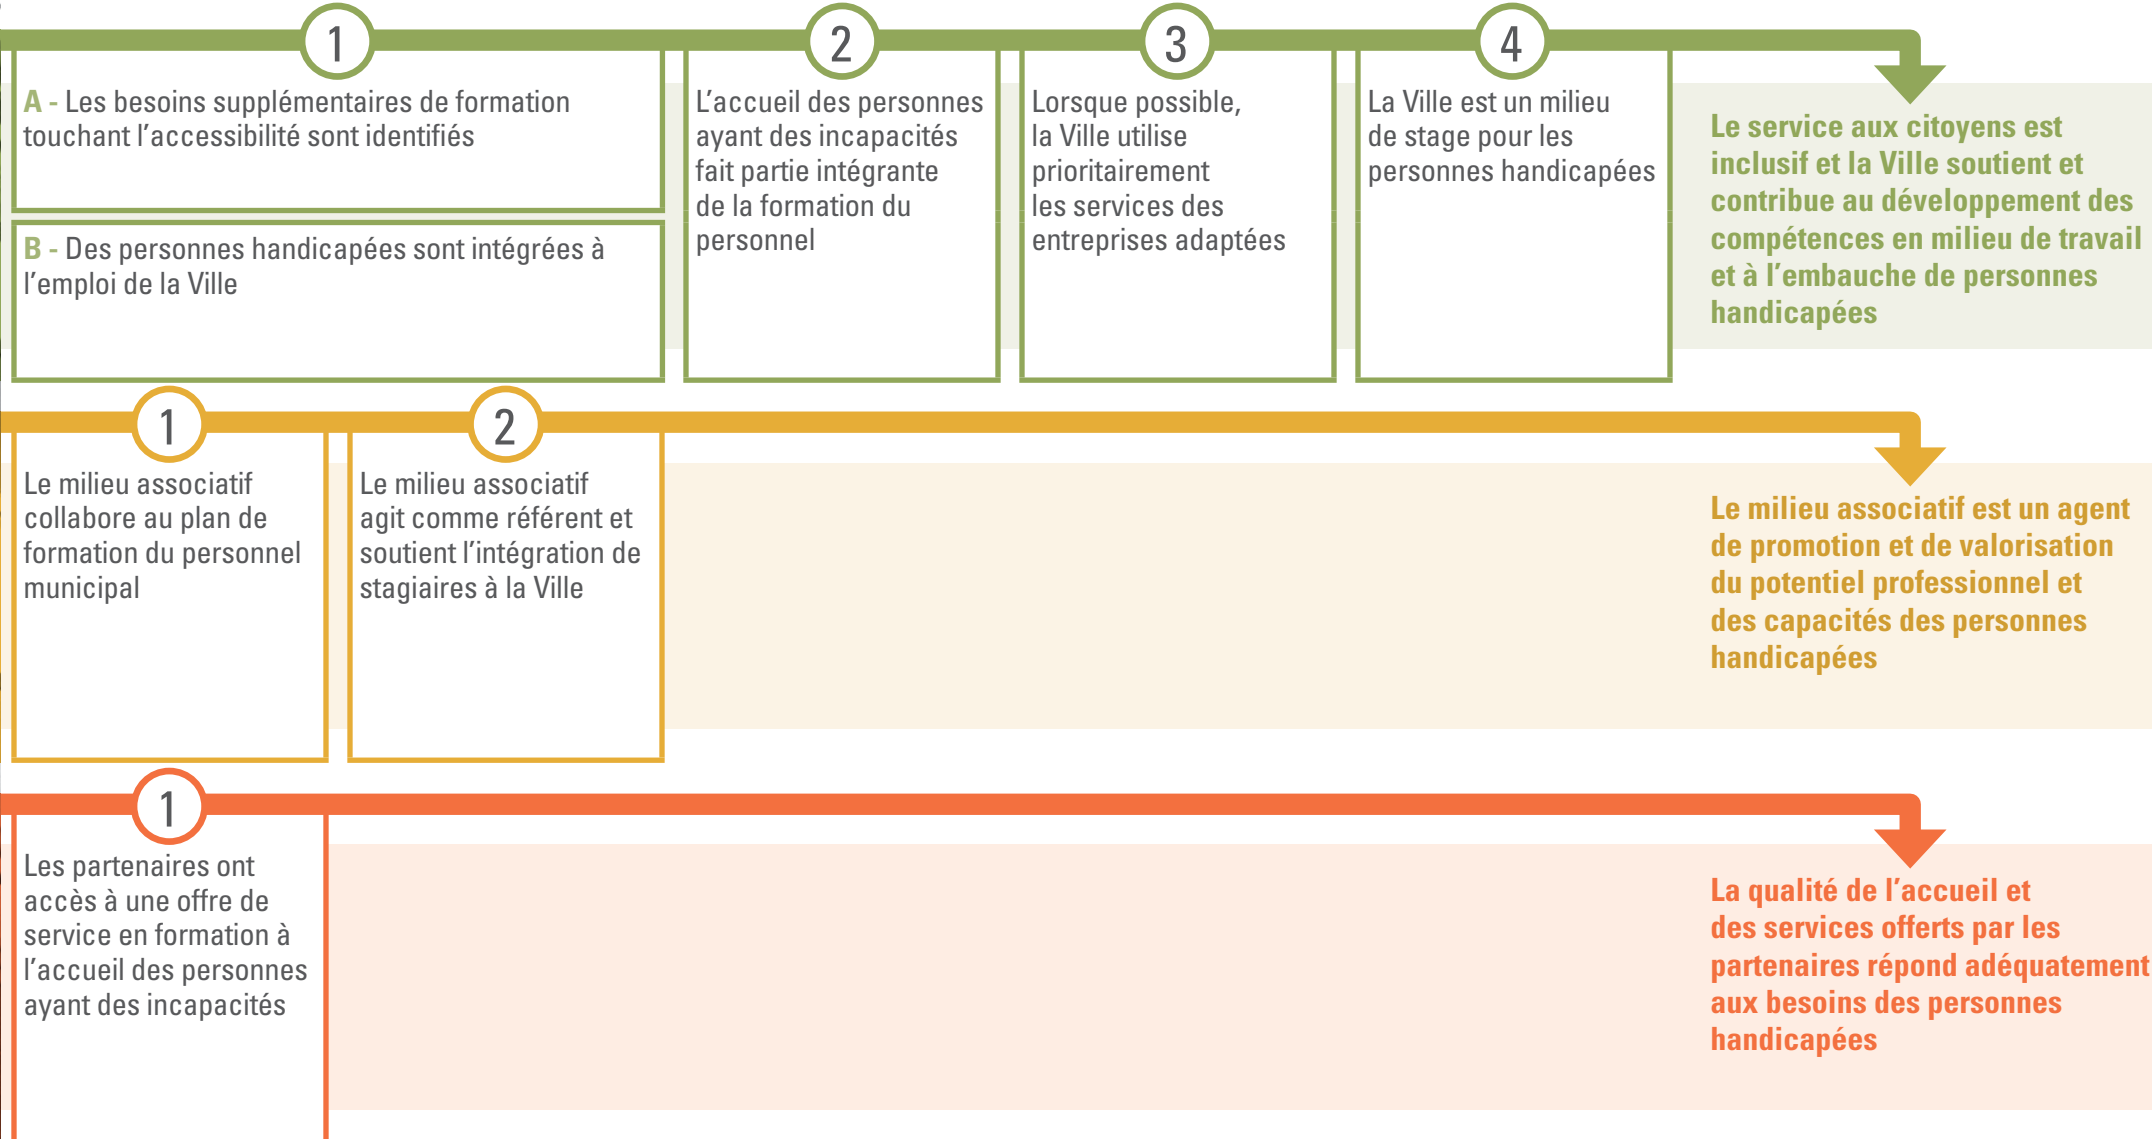 1
A - Les besoins supplémentaires de formation
touchant l’accessibilité sont identifiés
B - Des personnes handicapées sont intégrées à
l’emploi de la Ville
2
L’accueil des personnes
ayant des incapacités
fait partie intégrante
de la formation du
personnel
3
Lorsque possible,
la Ville utilise
prioritairement
les services des
entreprises adaptées
4
La Ville est un milieu
de stage pour les
personnes handicapées
Le service aux citoyens est
inclusif et la Ville soutient et
contribue au développement des
compétences en milieu de travail
et à l’embauche de personnes
handicapées
1
Le milieu associatif
collabore au plan de
formation du personnel
municipal
2
Le milieu associatif
agit comme référent et
soutient l’intégration de
stagiaires à la Ville
Le milieu associatif est un agent
de promotion et de valorisation
du potentiel professionnel et
des capacités des personnes
handicapées
1
Les partenaires ont
accès à une offre de
service en formation à
l’accueil des personnes
ayant des incapacités
La qualité de l’accueil et
des services offerts par les
partenaires répond adéquatement
aux besoins des personnes
handicapées